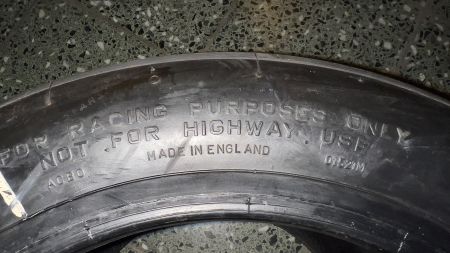 FOR RACING PURPOSES ONLY
NOT FOR HIGHWAY USE
MADE IN ENGLAND